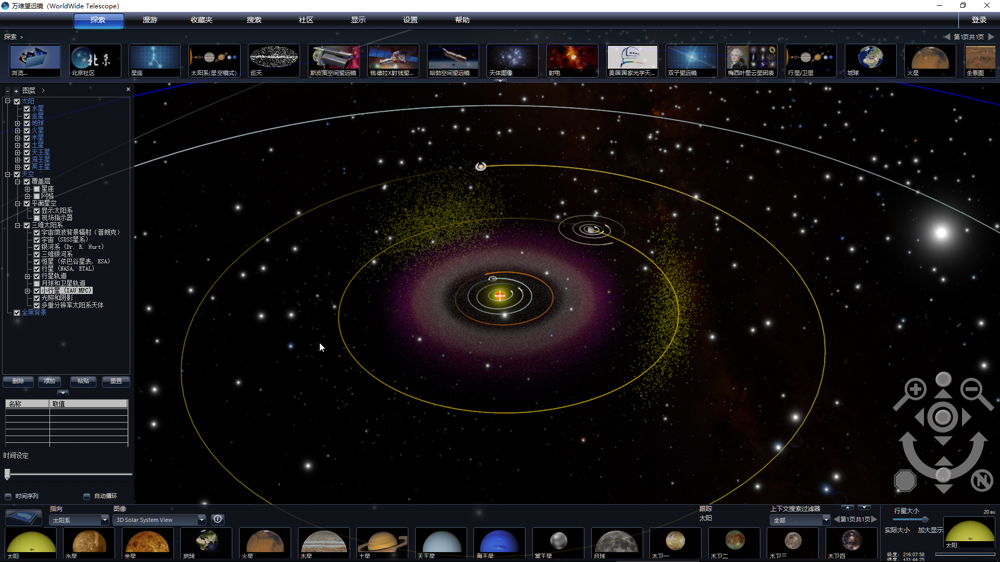 万维望远镜 (WorldWide Telescope)
探索 漫游 收藏夹 搜索 社区 显示 设置 帮助 登录
探索 > 第1页共1页
浏览... 北京社区 星座 太阳系(星空模式) 巡天 斯皮策空间望远镜 钱德拉X射线望... 哈勃空间望远镜 天体图像 射电 美国国家光学天... 双子望远镜 梅西叶星云星团表 行星/卫星 地球 火星 全景图
北京
- + 图层 > ×
太阳
水星
金星
地球
火星
木星
土星
天王星
海王星
冥王星
天空
覆盖层
星座
网格
平面星空
显示太阳系
视场指示器
三维太阳系
宇宙微波背景辐射（普朗克）
宇宙 (SDSS星系)
银河系 (Dr. R. Hurt)
三维银河系
恒星 (依巴谷星表, ESA)
行星 (NASA, ETAL)
行星轨道
月球和卫星轨道
小行星 (IAU MPC)
光照和阴影
多重分辨率太阳系天体
全黑背景
删除 添加 粘贴 重置
名称 取值
时间设定
时间序列 自动循环
指向 图像 跟踪 上下文搜索过滤器 行星大小 20 au
太阳系 3D Solar System View 太阳 全部 第1页共1页
实际大小 加大显示
太阳 水星 金星 地球 火星 木星 土星 天王星 海王星 冥王星 月球 木卫一 木卫二 木卫三 木卫四 太阳
经度: 216:07:58
纬度: +31:44:25